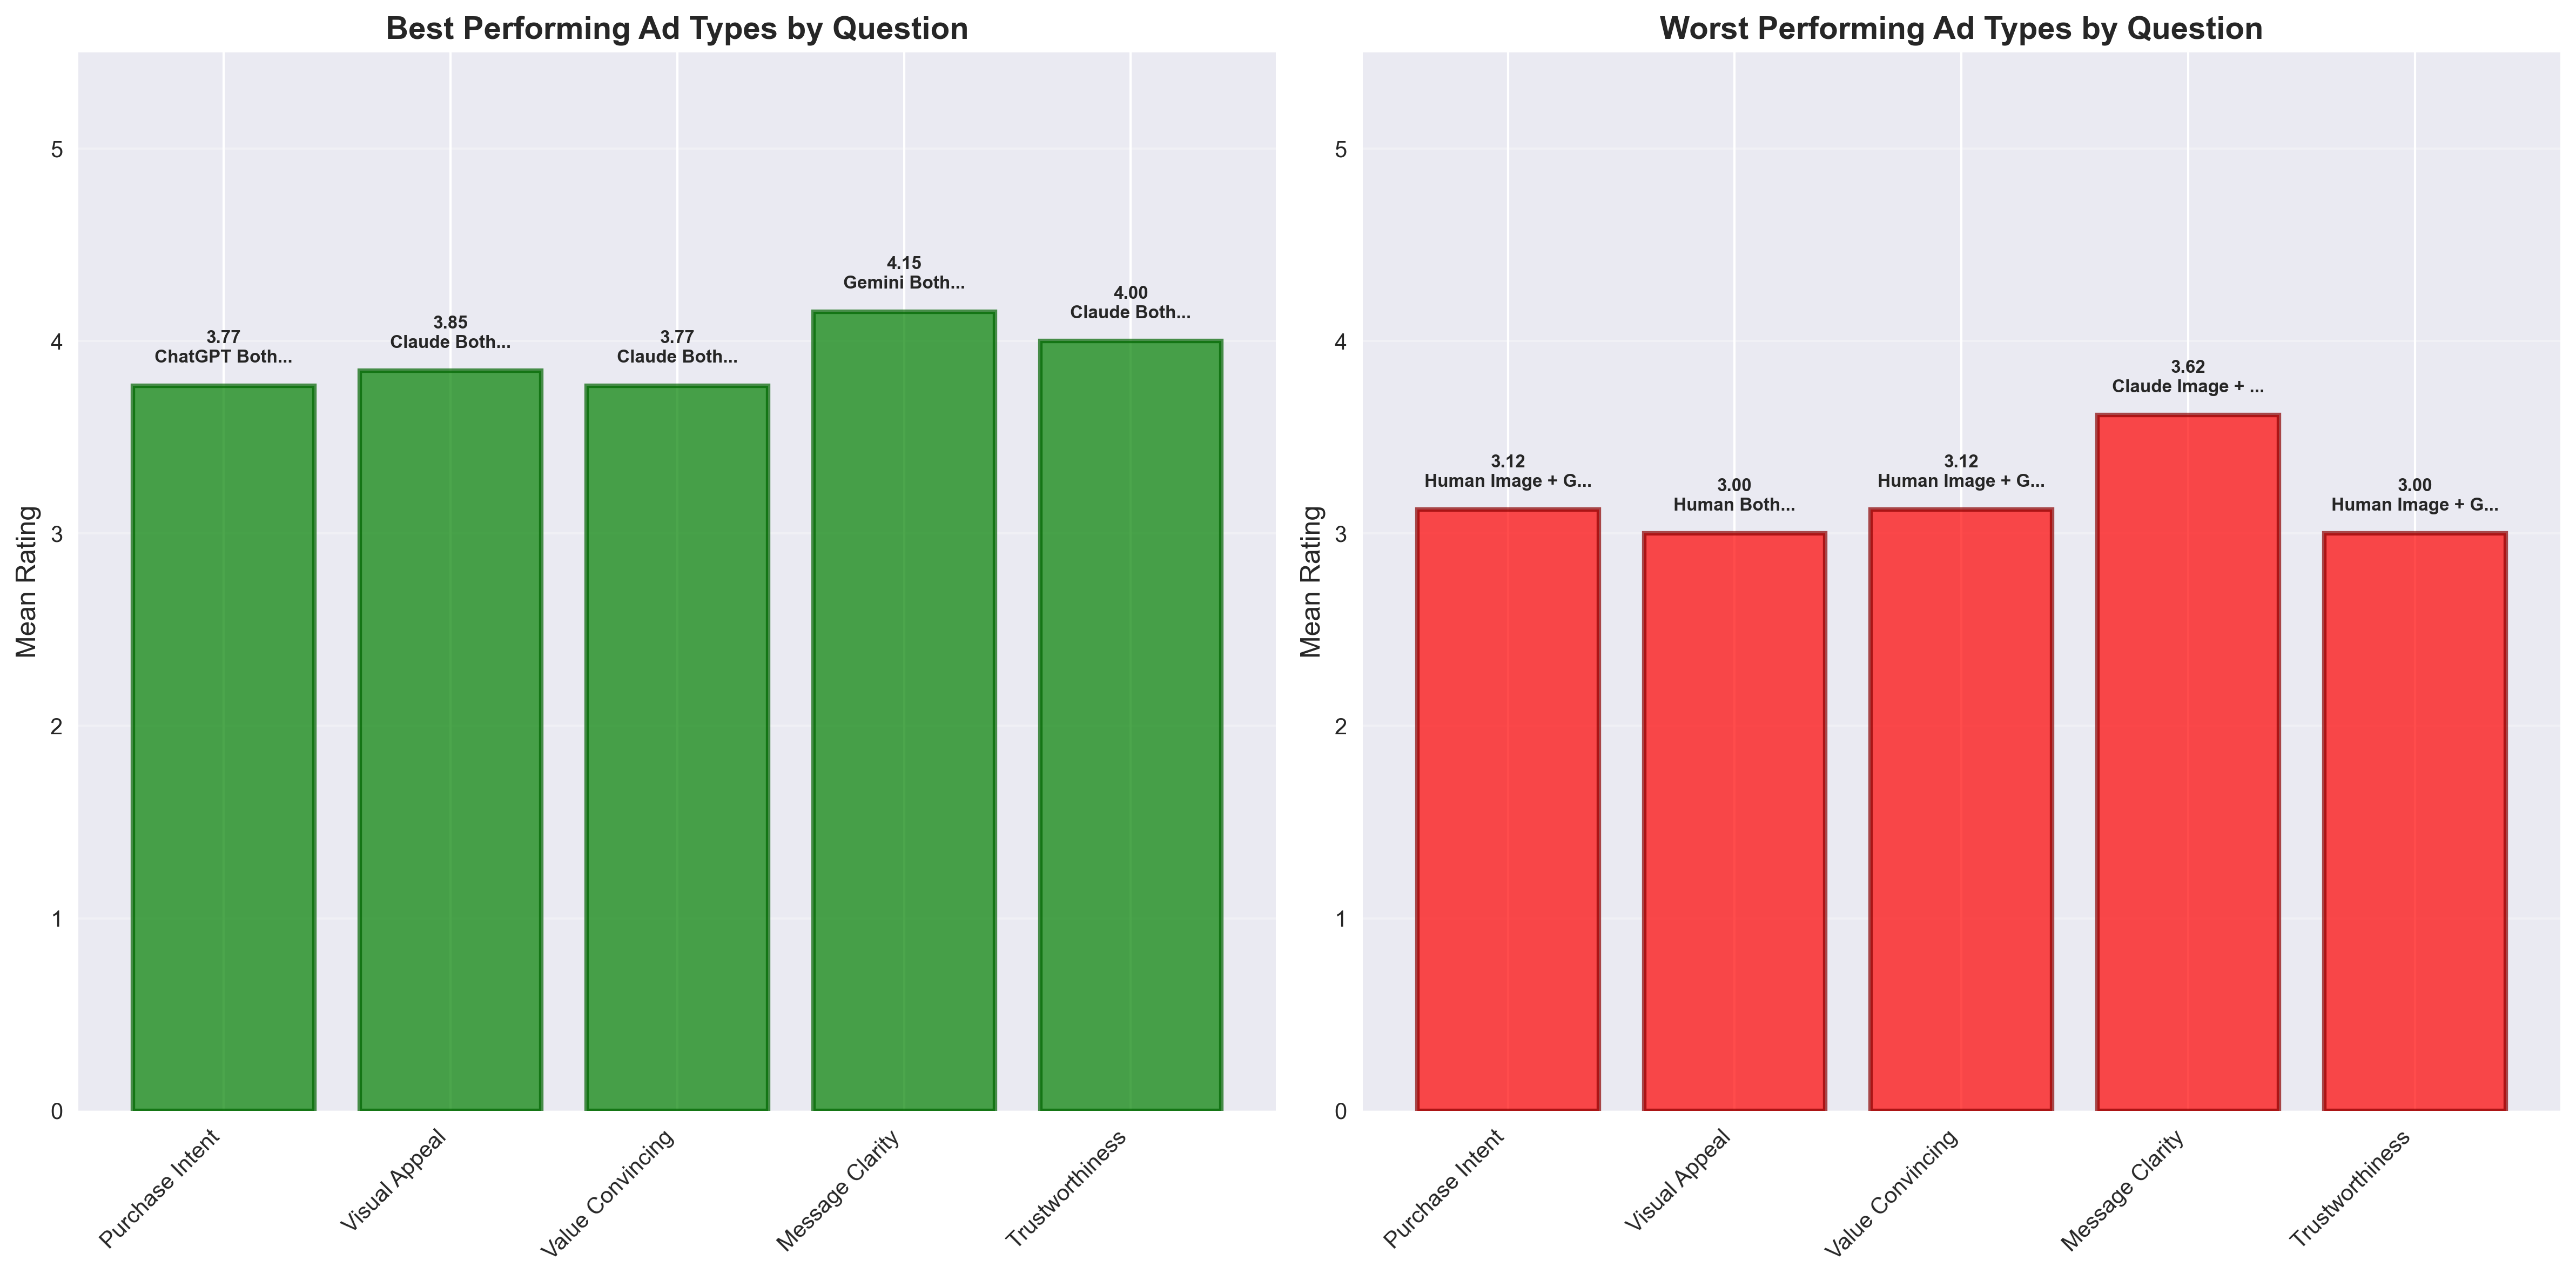 Best Performing Ad Types by Question
Mean Rating
5
4
3
2
1
0
3.77
ChatGPT Both...
3.85
Claude Both...
3.77
Claude Both...
4.15
Gemini Both...
4.00
Claude Both...
Purchase Intent
Visual Appeal
Value Convincing
Message Clarity
Trustworthiness
Worst Performing Ad Types by Question
Mean Rating
5
4
3
2
1
0
3.12
Human Image + G...
3.00
Human Both...
3.12
Human Image + G...
3.62
Claude Image + ...
3.00
Human Image + G...
Purchase Intent
Visual Appeal
Value Convincing
Message Clarity
Trustworthiness